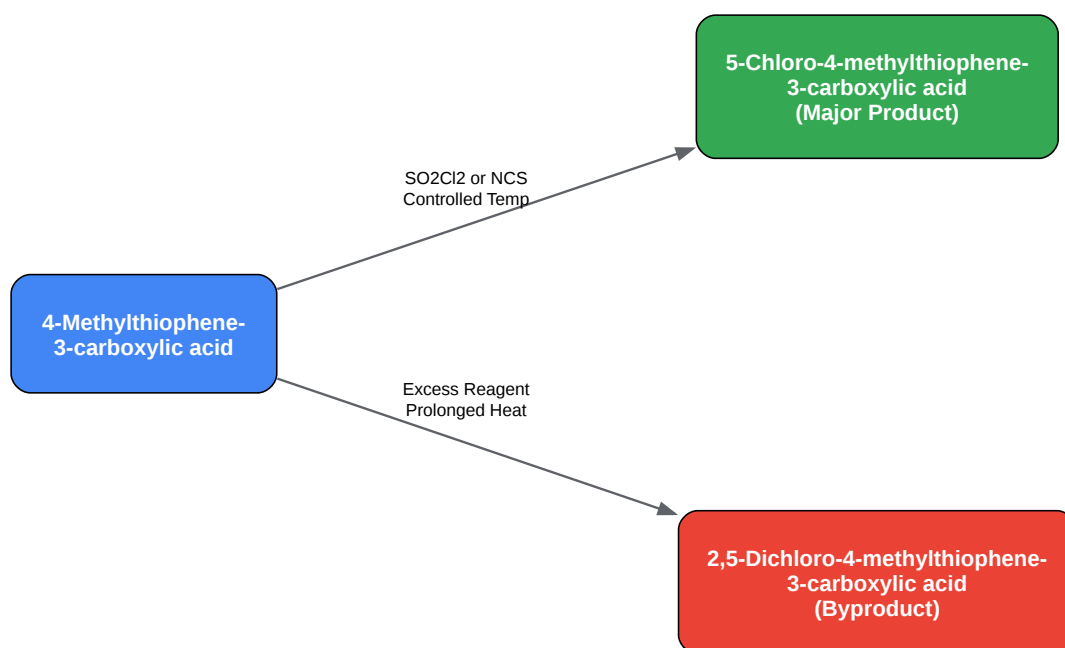 5-Chloro-4-methylthiophene-
3-carboxylic acid
(Major Product)
SO2Cl2 or NCS
Controlled Temp
4-Methylthiophene-
3-carboxylic acid
Excess Reagent
Prolonged Heat
2,5-Dichloro-4-methylthiophene-
3-carboxylic acid
(Byproduct)